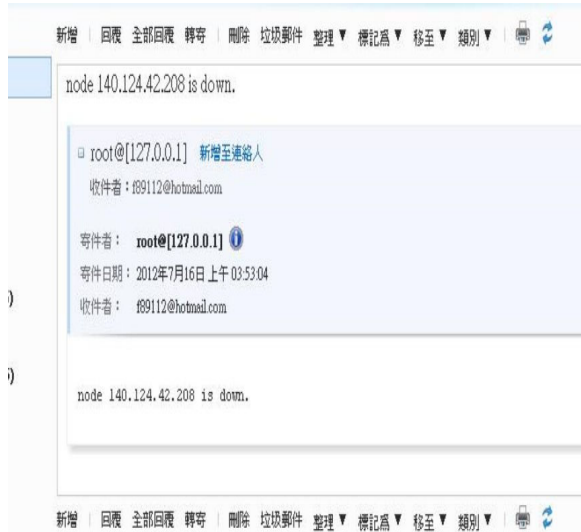 新增 | 回覆 全部回覆 轉寄 | 刪除 垃圾郵件 整理▼ 標記為▼ 移至▼ 類別▼
node 140.124.42.208 is down.
root@[127.0.0.1] 新增至連絡人
收件者：f89112@hotmail.com
寄件者： root@[127.0.0.1]
寄件日期： 2012年7月16日 上午 03:53:04
收件者： f89112@hotmail.com
node 140.124.42.208 is down.
新增 | 回覆 全部回覆 轉寄 | 刪除 垃圾郵件 整理▼ 標記為▼ 移至▼ 類別▼